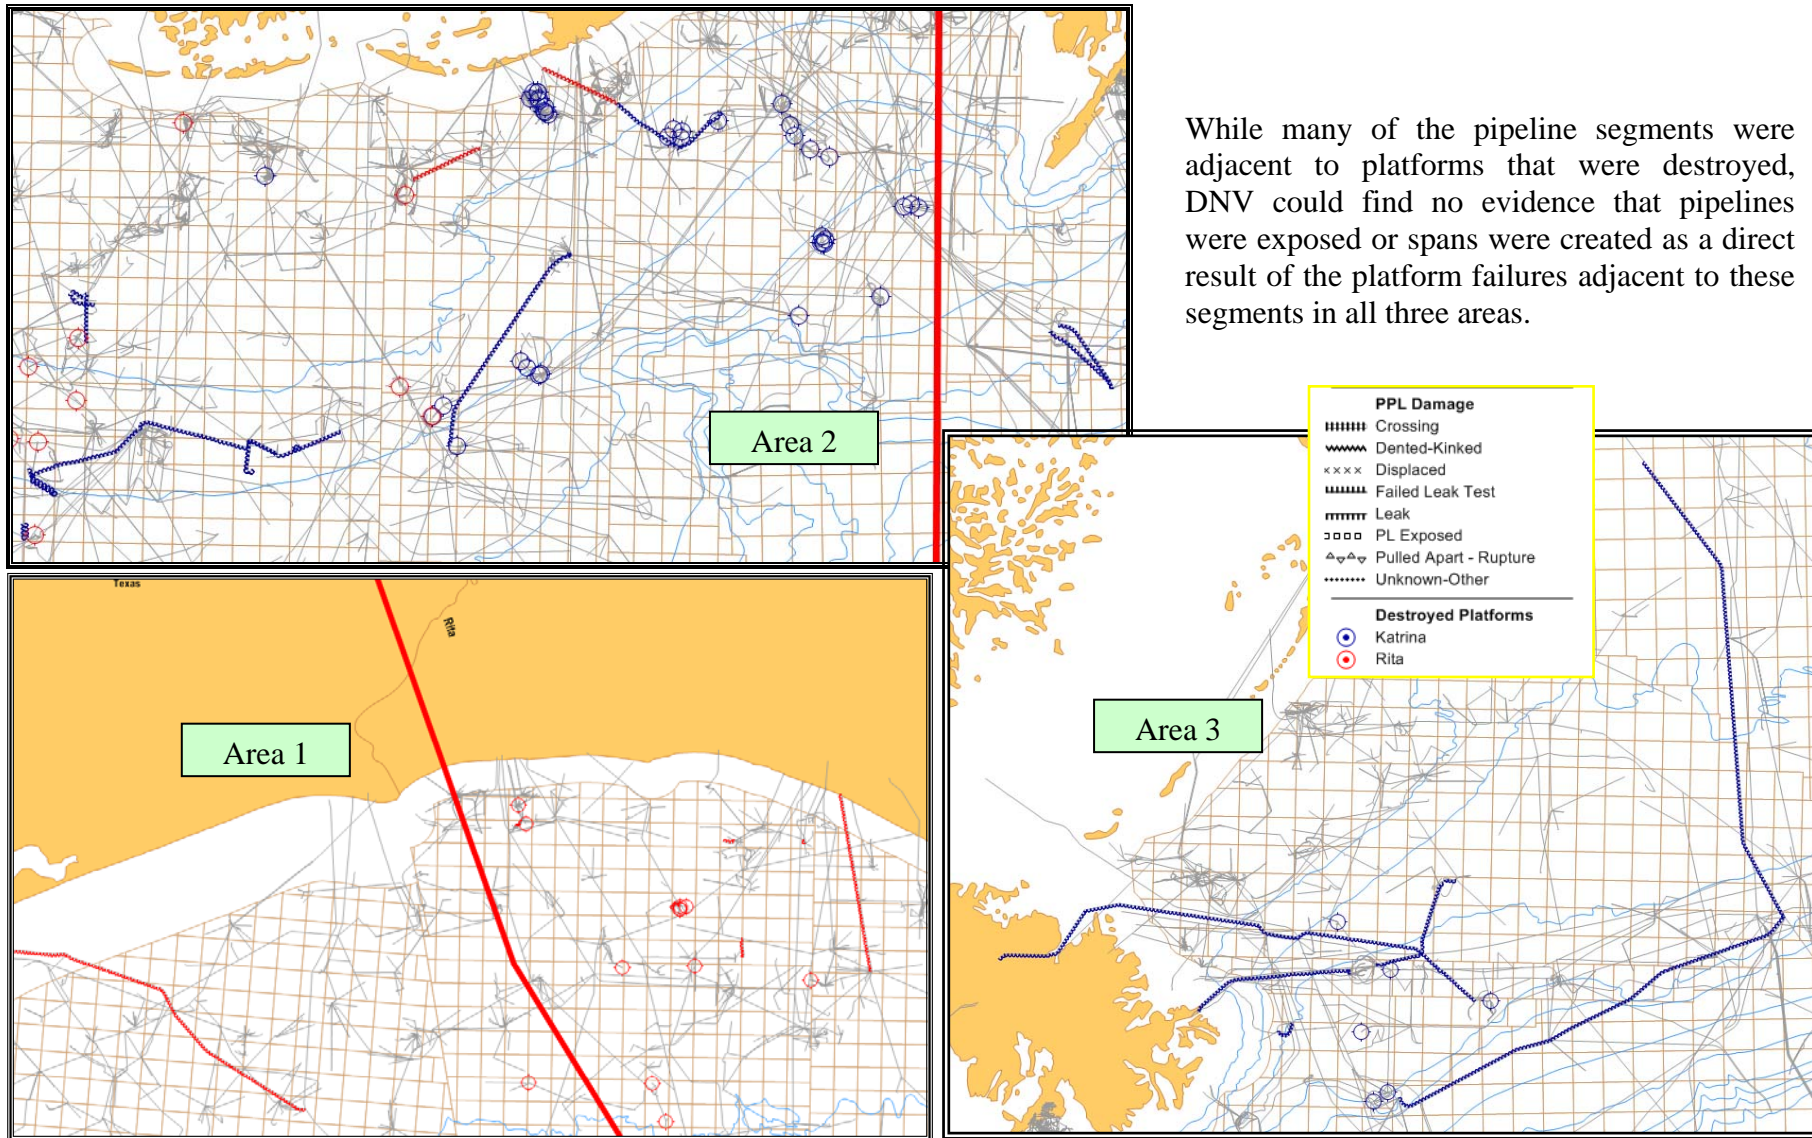 While many of the pipeline segments were
adjacent to platforms that were destroyed,
DNV could find no evidence that pipelines
were exposed or spans were created as a direct
result of the platform failures adjacent to these
segments in all three areas.
Area 2
PPL Damage
Crossing
Dented-Kinked
Displaced
Failed Leak Test
Leak
PL Exposed
Pulled Apart - Rupture
Unknown-Other
Destroyed Platforms
Katrina
Rita
Texas
Rita
Area 1
Area 3